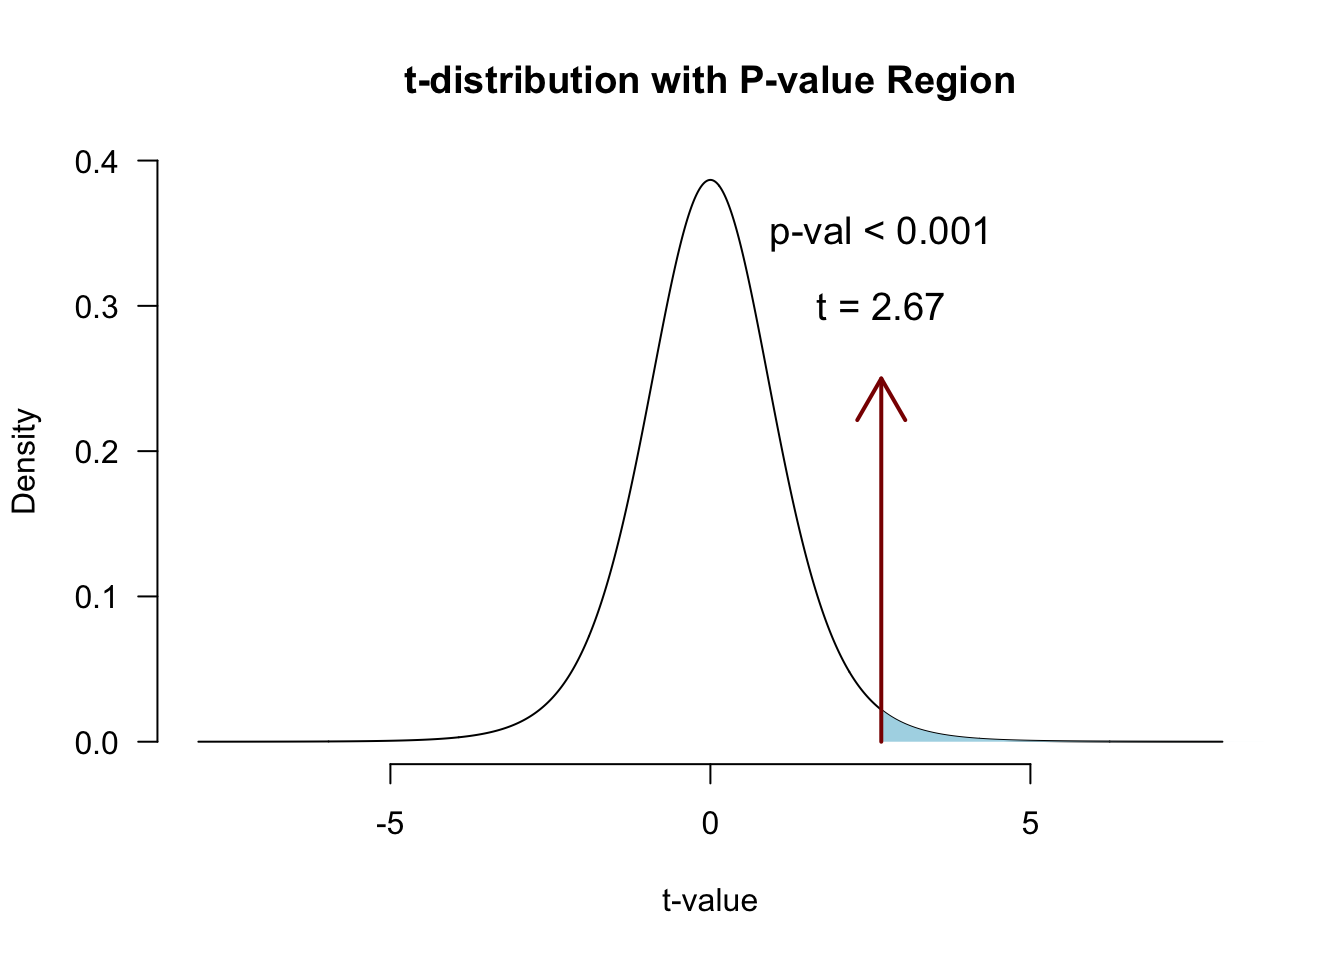 t-distribution with P-value Region
0.4
p-val < 0.001
0.3
t = 2.67
0.2
Density
0.1
0.0
-5 0 5
t-value